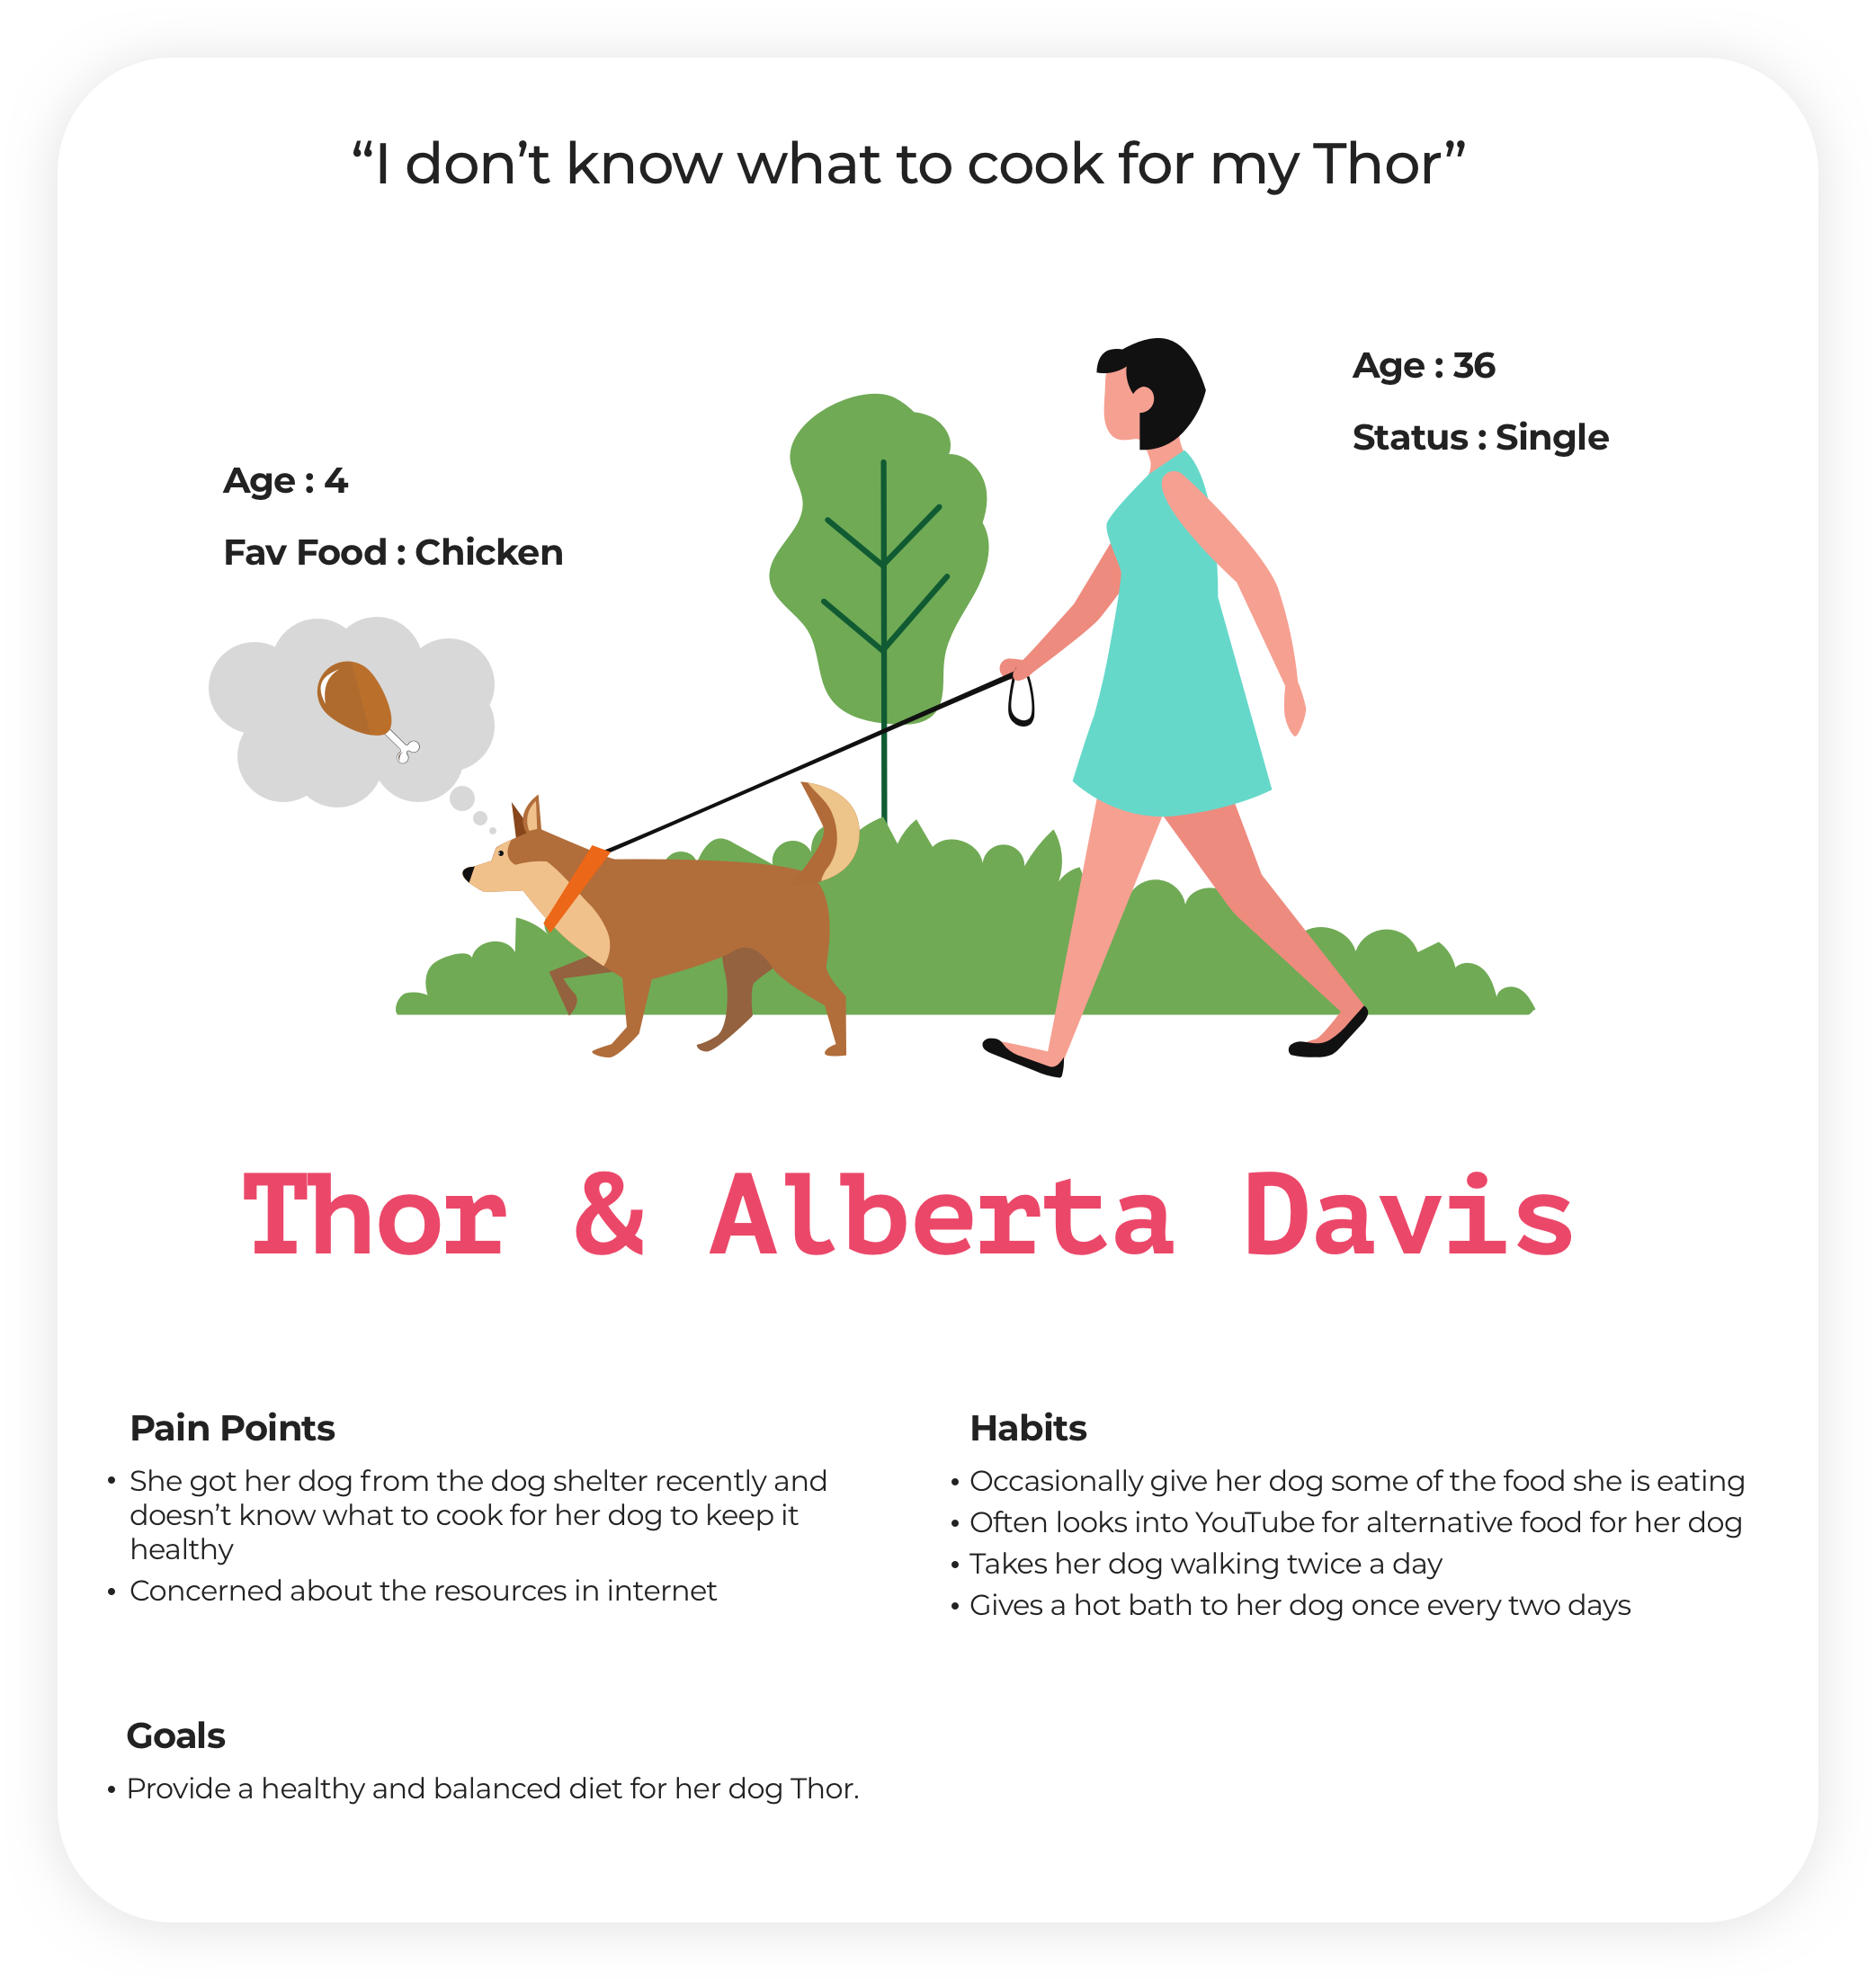 “I don’t know what to cook for my Thor”
Age : 36
Status : Single
Age : 4
Fav Food : Chicken
Thor & Alberta Davis
Pain Points
• She got her dog from the dog shelter recently and
doesn’t know what to cook for her dog to keep it
healthy
• Concerned about the resources in internet
Habits
• Occasionally give her dog some of the food she is eating
• Often looks into YouTube for alternative food for her dog
• Takes her dog walking twice a day
• Gives a hot bath to her dog once every two days
Goals
• Provide a healthy and balanced diet for her dog Thor.